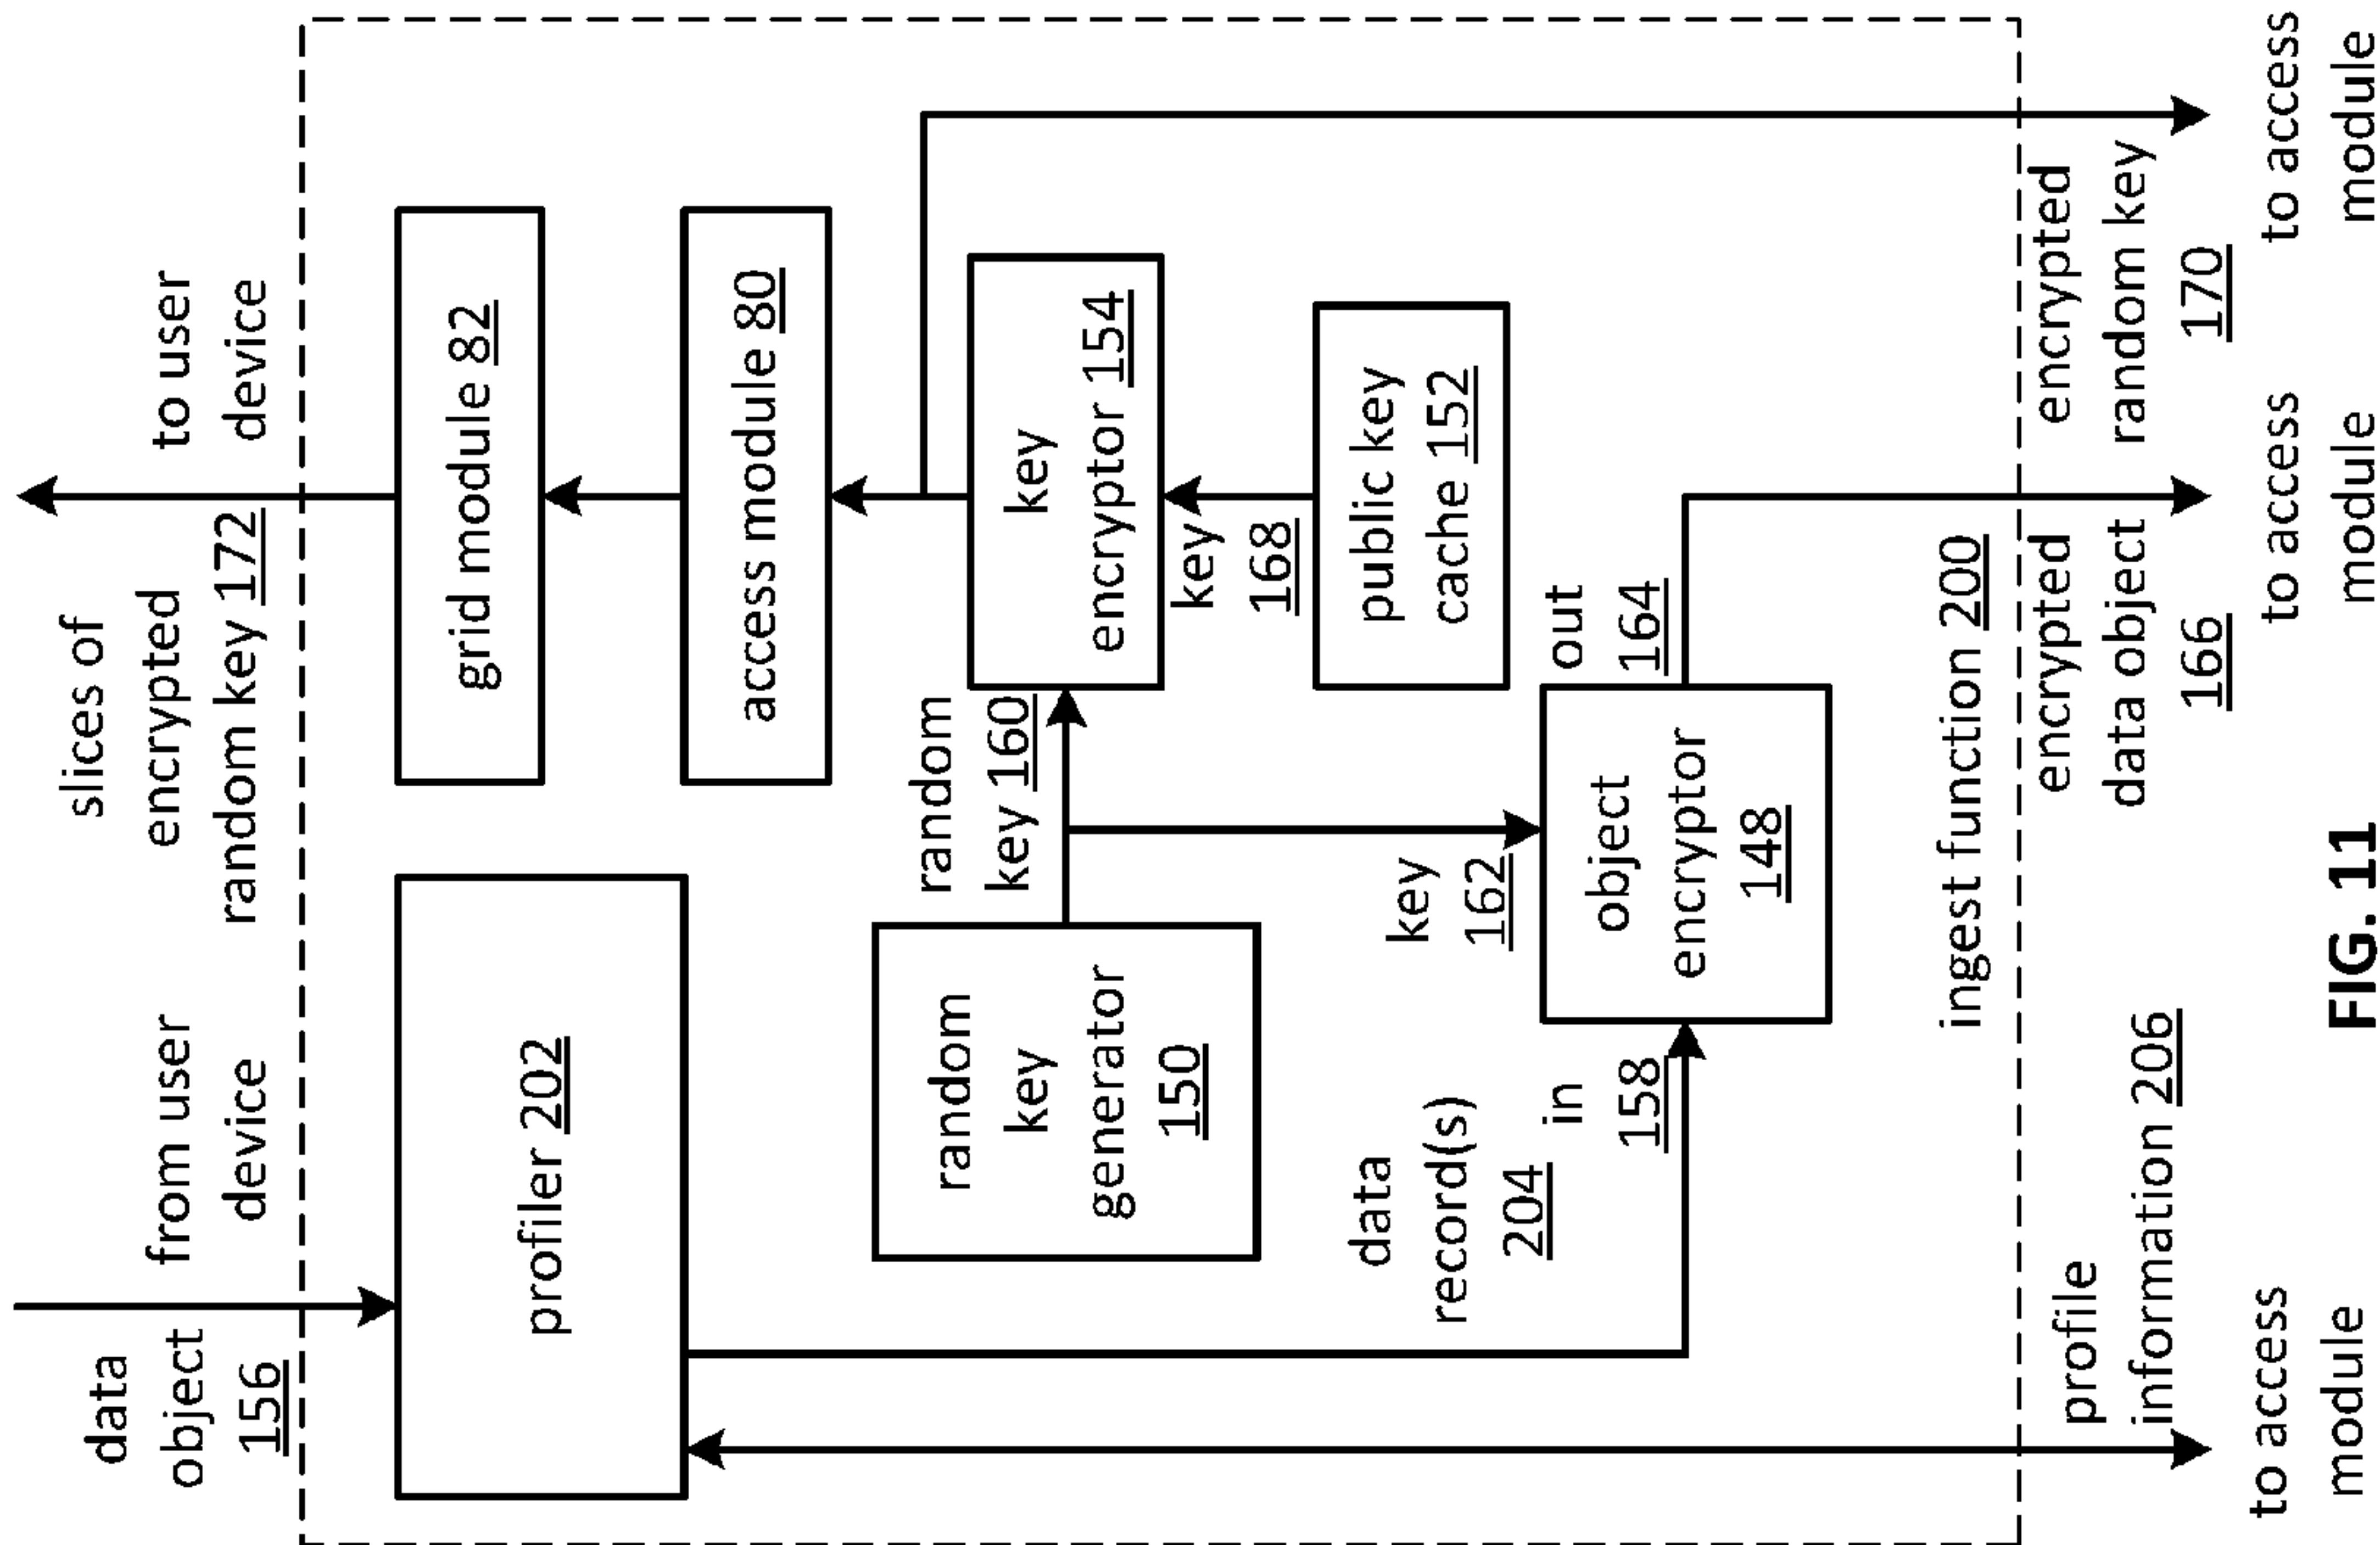 data
object
156
from user
device
slices of
encrypted
random key 172
to user
device
profiler 202
grid module 82
access module 80
random
key
generator
150
random
key 160
key
encryptor 154
key
168
public key
cache 152
key
162
data
record(s)
204
in
158
object
encryptor
148
out
164
ingest function 200
profile
information 206
to access
module
encrypted
data object
166
to access
module
encrypted
random key
170
to access
module
FIG. 11